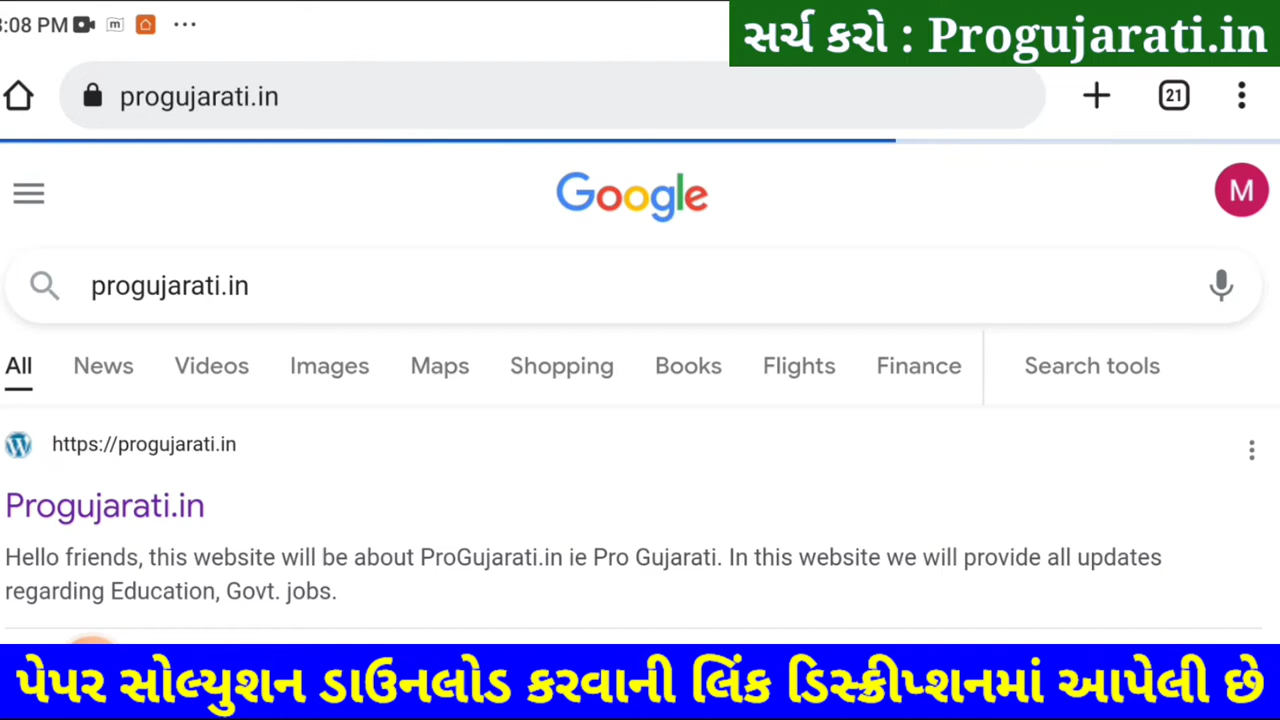 3:08 PM
સર્ચ કરો : Progujarati.in
progujarati.in
21
Google
M
progujarati.in
All News Videos Images Maps Shopping Books Flights Finance Search tools
https://progujarati.in
Progujarati.in
Hello friends, this website will be about ProGujarati.in ie Pro Gujarati. In this website we will provide all updates
regarding Education, Govt. jobs.
પેપર સોલ્યુશન ડાઉનલોડ કરવાની લિંક ડિસ્ક્રીપ્શનમાં આપેલી છે